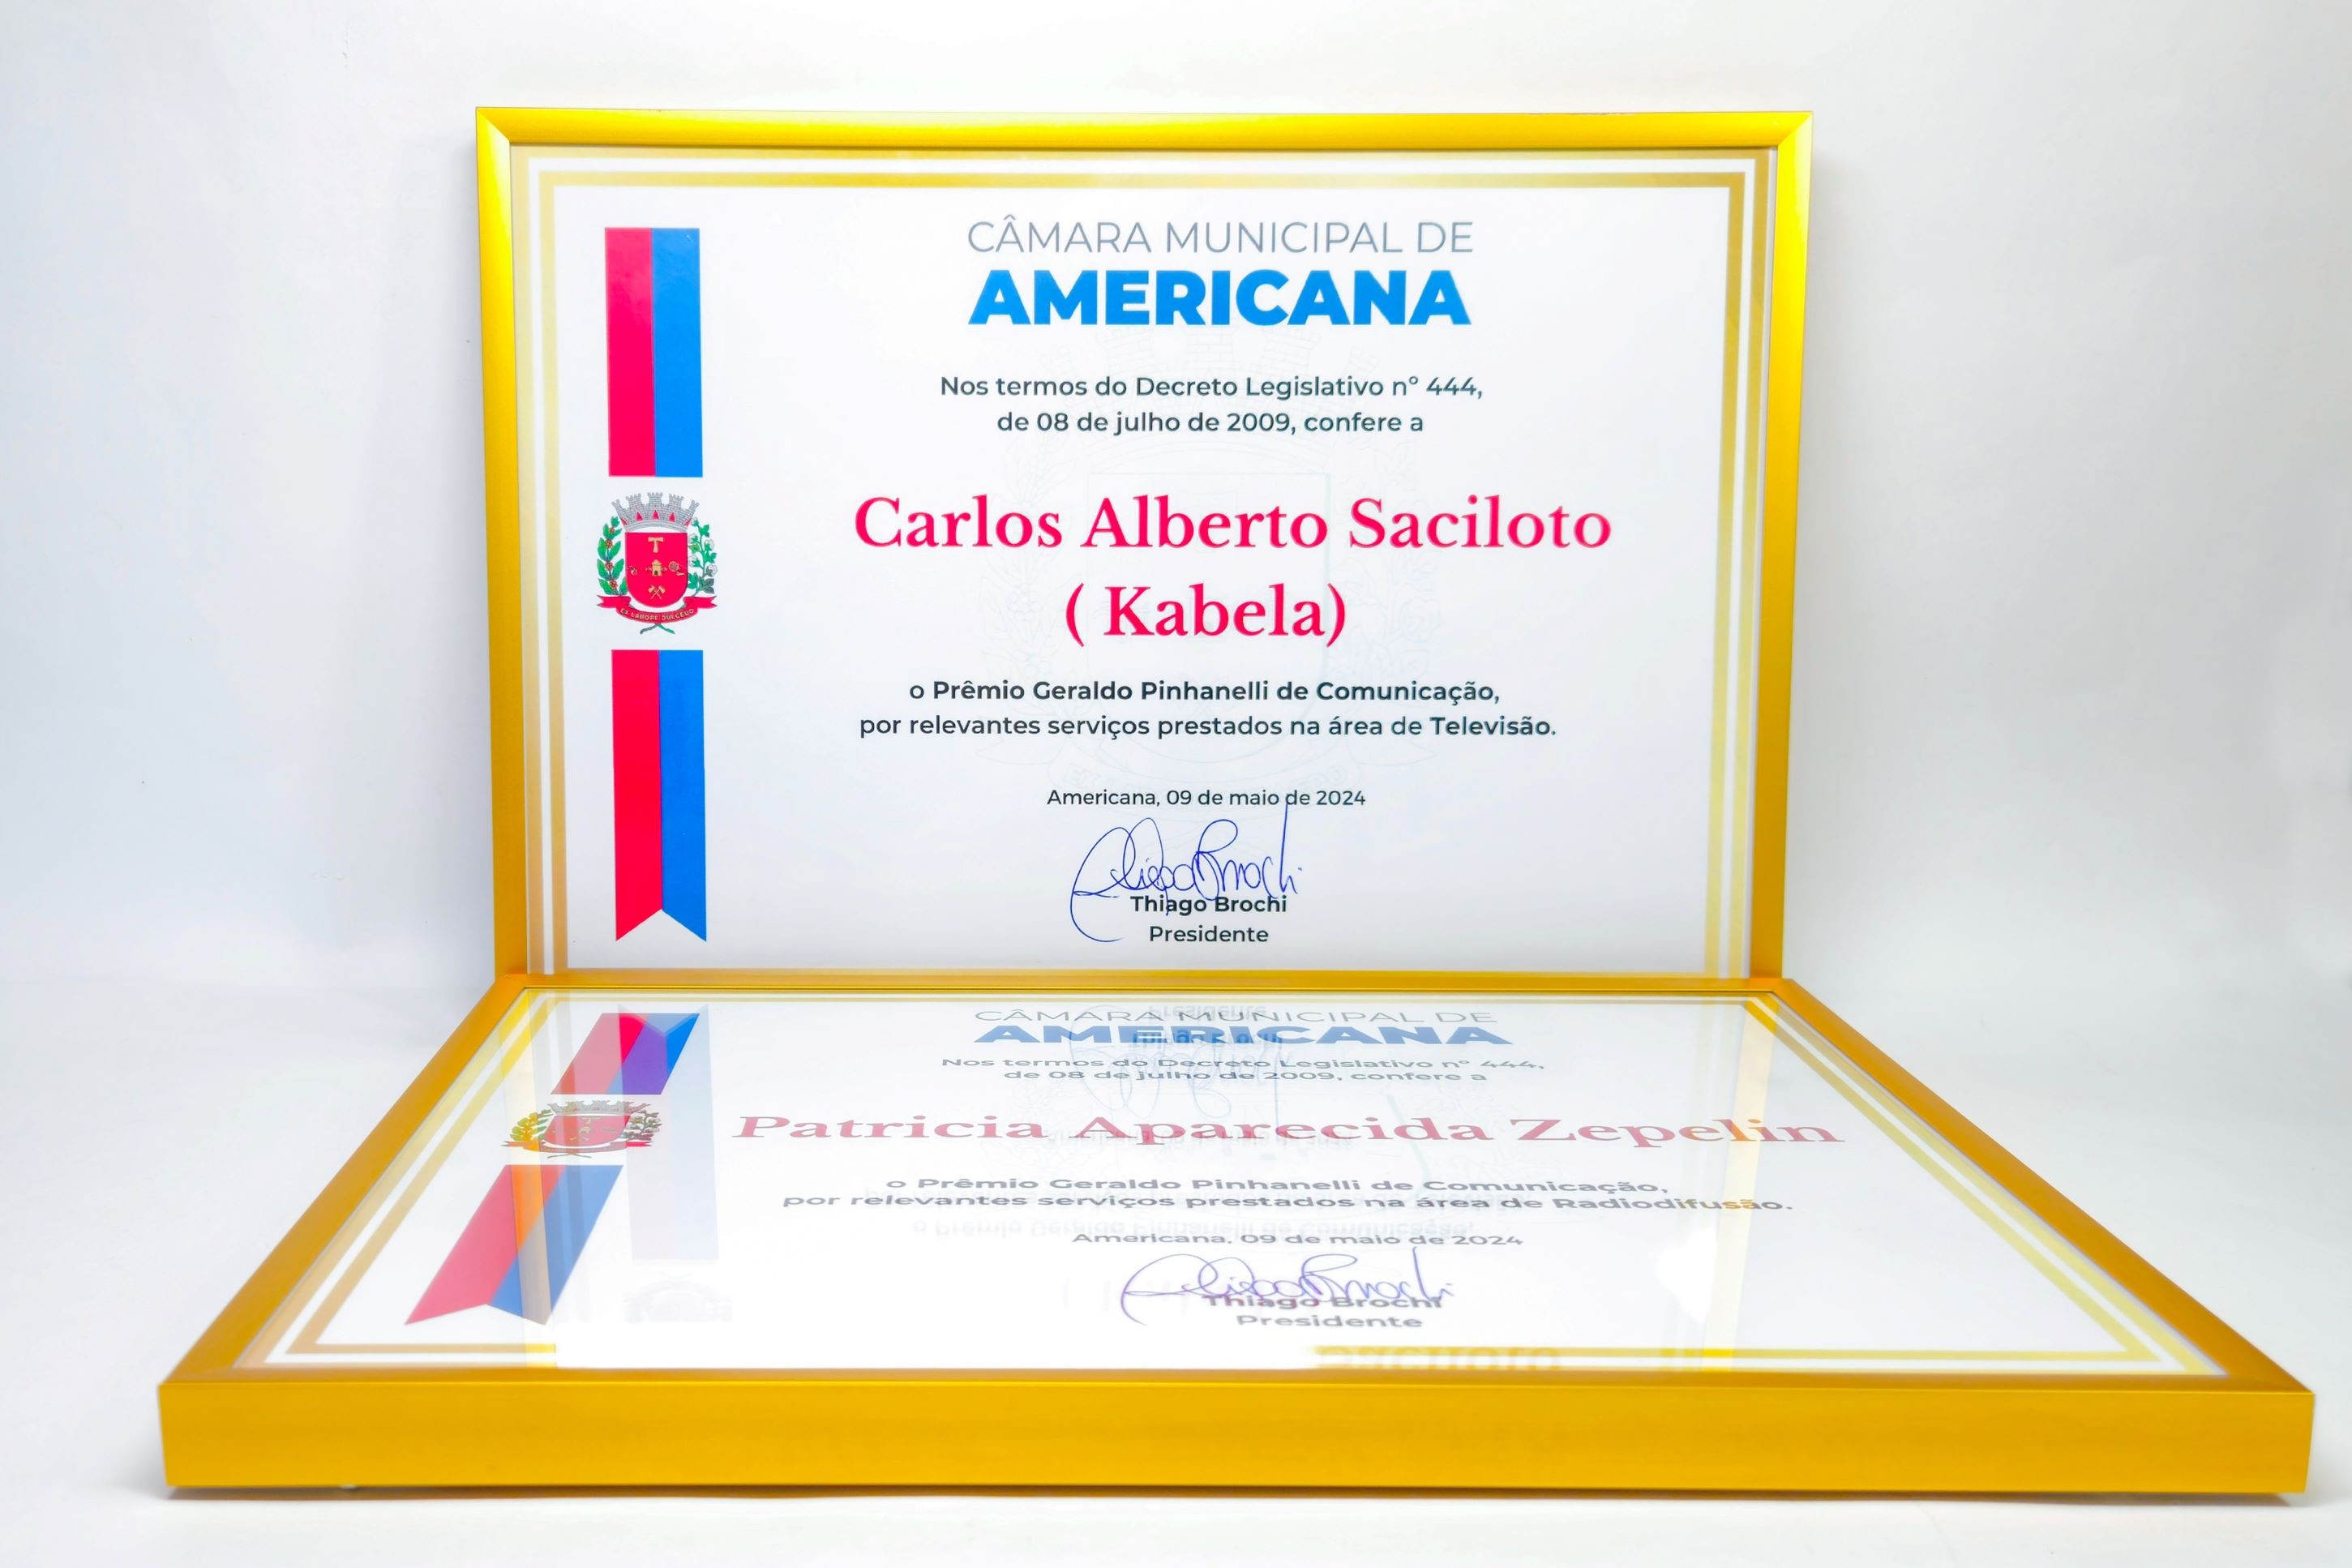 CÂMARA MUNICIPAL DE
AMERICANA
Nos termos do Decreto Legislativo nº 444,
de 08 de julho de 2009, confere a
Carlos Alberto Saciloto
( Kabela)
o Prêmio Geraldo Pinhanelli de Comunicação,
por relevantes serviços prestados na área de Televisão.
Americana, 09 de maio de 2024
Thiago Brochi
Thiago Brochi
Presidente
CÂMARA MUNICIPAL DE
AMERICANA
Nos termos do Decreto Legislativo nº 444,
de 08 de julho de 2009, confere a
Patricia Aparecida Zepelin
o Prêmio Geraldo Pinhanelli de Comunicação,
por relevantes serviços prestados na área de Radiodifusão.
Americana, 09 de maio de 2024
Thiago Brochi
Thiago Brochi
Presidente